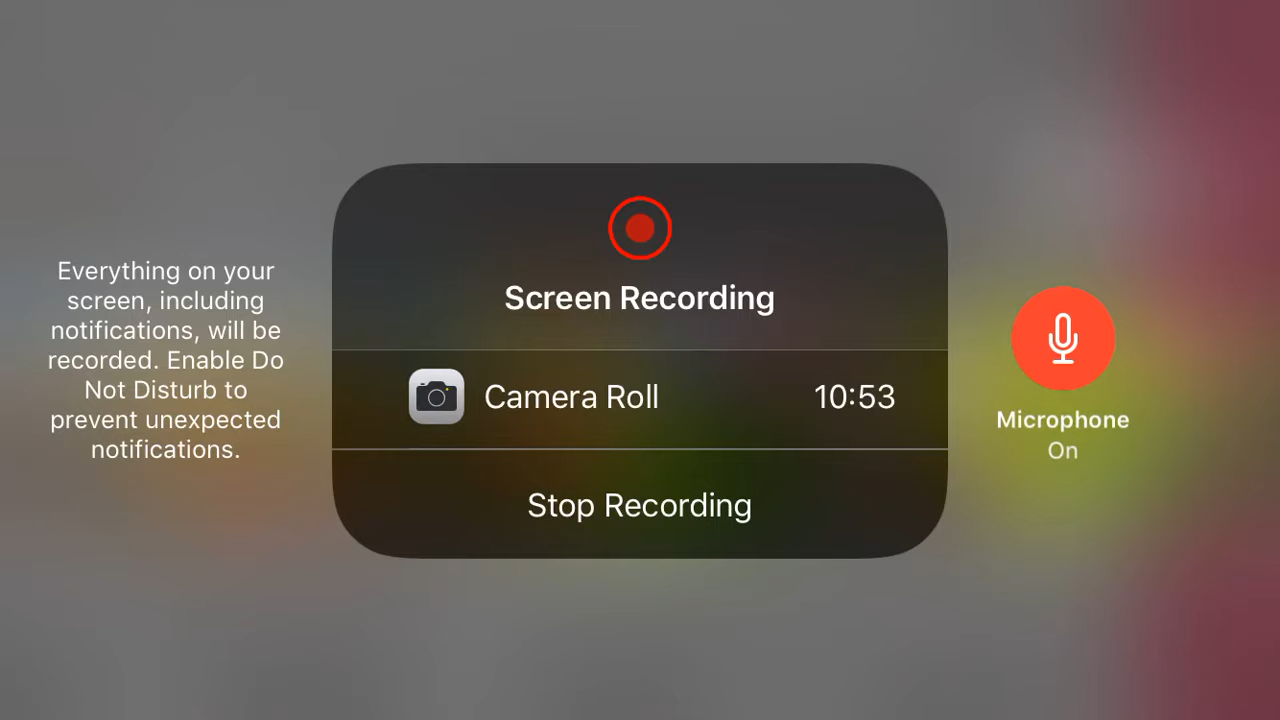 Everything on your
screen, including
notifications, will be
recorded. Enable Do
Not Disturb to
prevent unexpected
notifications.
Screen Recording
Camera Roll 10:53
Stop Recording
Microphone
On